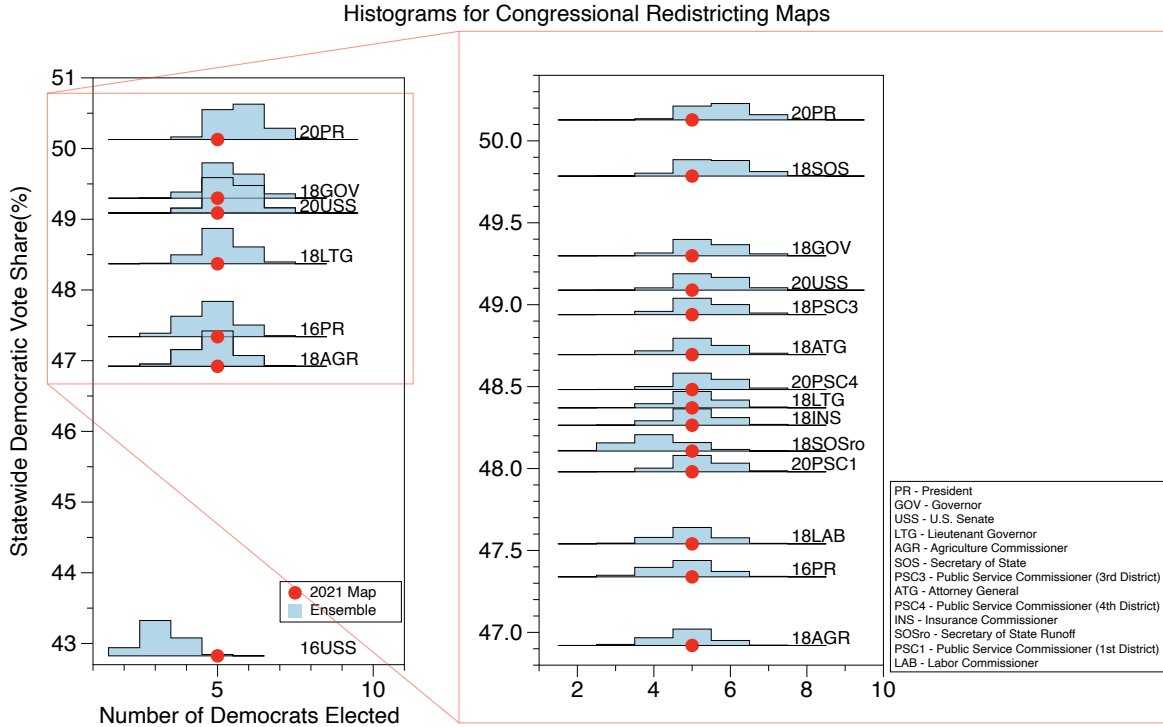 Histograms for Congressional Redistricting Maps
Statewide Democratic Vote Share(%)
51
50
49
48
47
46
45
44
43
20PR
18GOV
20USS
18LTG
16PR
18AGR
16USS
2021 Map
Ensemble
5
10
Number of Democrats Elected
50.0
49.5
49.0
48.5
48.0
47.5
47.0
20PR
18SOS
18GOV
20USS
18PSC3
18ATG
20PSC4
18LTG
18INS
18SOSro
20PSC1
18LAB
16PR
18AGR
2
4
6
8
10
PR - President
GOV - Governor
USS - U.S. Senate
LTG - Lieutenant Governor
AGR - Agriculture Commissioner
SOS - Secretary of State
PSC3 - Public Service Commissioner (3rd District)
ATG - Attorney General
PSC4 - Public Service Commissioner (4th District)
INS - Insurance Commissioner
SOSro - Secretary of State Runoff
PSC1 - Public Service Commissioner (1st District)
LAB - Labor Commissioner